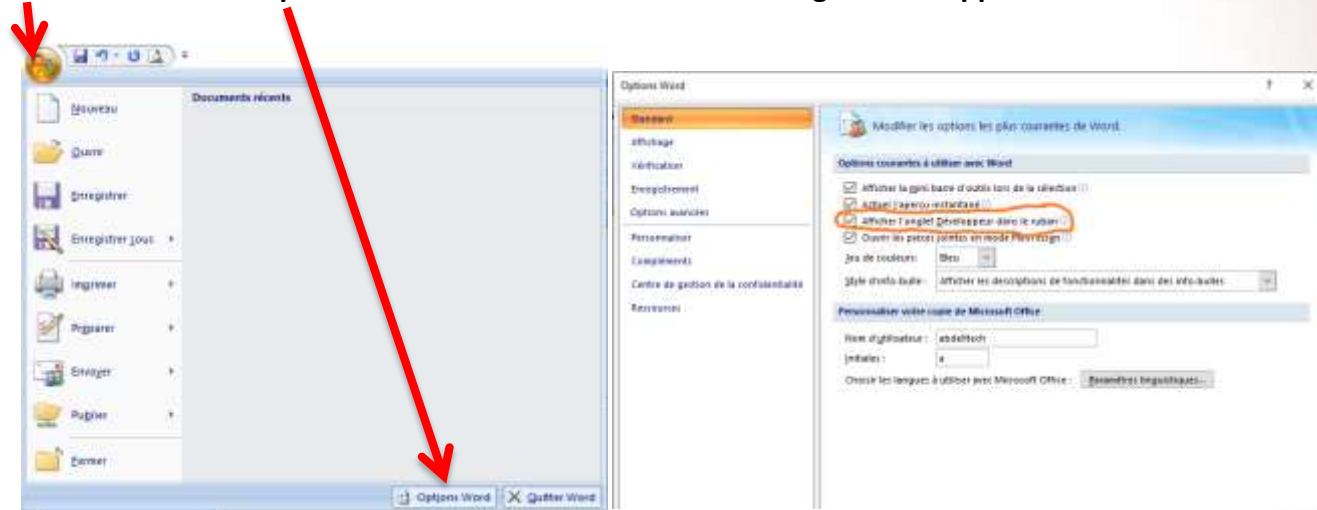 Documents récents
Nouveau
Ouvrir
Enregistrer
Enregistrer sous
Imprimer
Préparer
Envoyer
Publier
Fermer
Options Word
Quitter Word
Options Word
Standard
Affichage
Vérification
Enregistrement
Options avancées
Personnaliser
Compléments
Centre de gestion de la confidentialité
Ressources
Modifier les options les plus courantes de Word.
Options courantes à utiliser avec Word
Afficher la mini barre d'outils lors de la sélection
Activer l'aperçu instantané
Afficher l'onglet Développeur dans le ruban
Ouvrir les pièces jointes en mode Plein écran
Jeu de couleurs : Bleu
Style d'info-bulle : Afficher les descriptions de fonctionnalités dans des info-bulles
Personnaliser votre copie de Microsoft Office
Nom d'utilisateur : abdelttech
Initiales : a
Choisir les langues à utiliser avec Microsoft Office : Paramètres linguistiques...